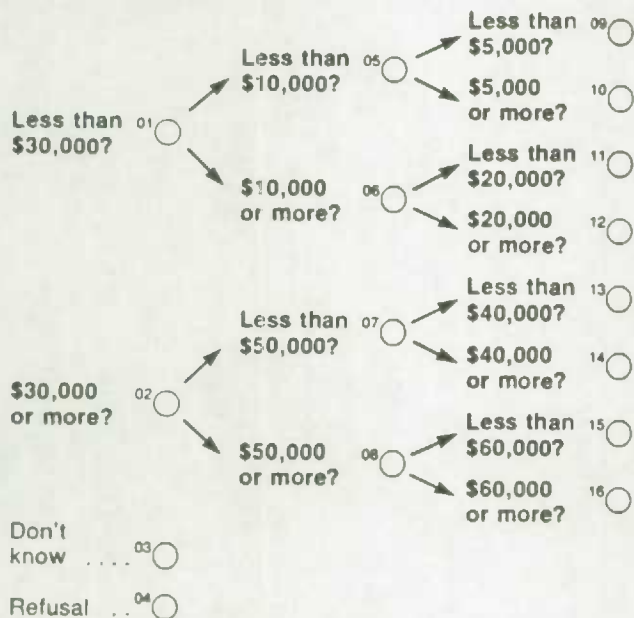 Less than 05
$10,000?
Less than 09
$5,000?
$5,000 10
or more?
Less than 01
$30,000?
$10,000 06
or more?
Less than 11
$20,000?
$20,000 12
or more?
Less than 07
$50,000?
Less than 13
$40,000?
$40,000 14
or more?
$30,000 02
or more?
$50,000 08
or more?
Less than 15
$60,000?
$60,000 16
or more?
Don't
know .... 03
Refusal .. 04